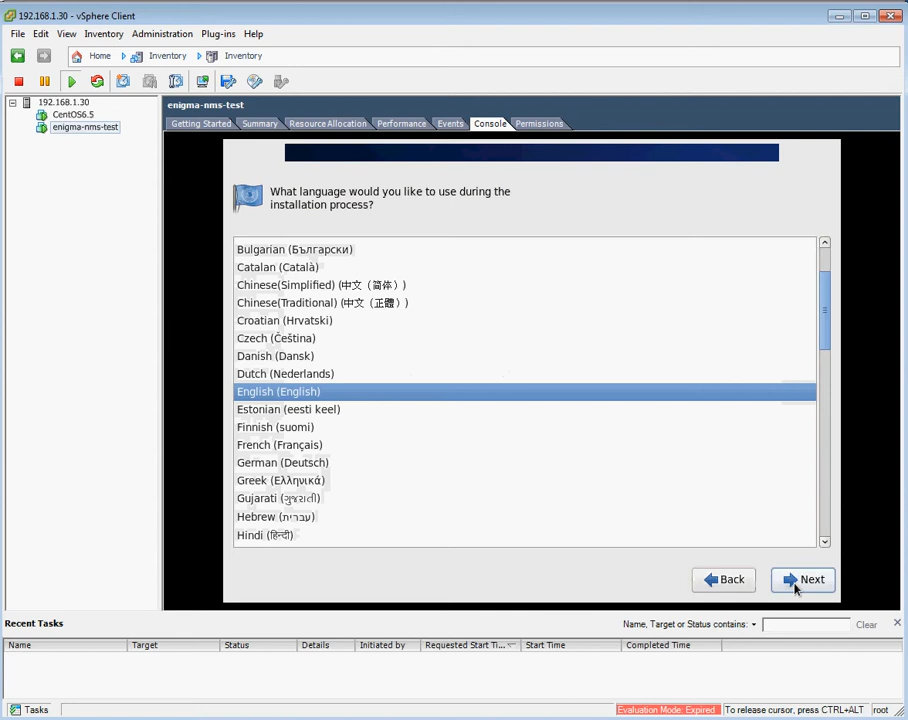 192.168.1.30 - vSphere Client
File Edit View Inventory Administration Plug-ins Help
Home Inventory Inventory
192.168.1.30
CentOS6.5
enigma-nms-test
enigma-nms-test
Getting Started Summary Resource Allocation Performance Events Console Permissions
What language would you like to use during the
installation process?
Bulgarian (Български)
Catalan (Català)
Chinese(Simplified) (中文（简体）)
Chinese(Traditional) (中文（正體）)
Croatian (Hrvatski)
Czech (Čeština)
Danish (Dansk)
Dutch (Nederlands)
English (English)
Estonian (eesti keel)
Finnish (suomi)
French (Français)
German (Deutsch)
Greek (Ελληνικά)
Gujarati (ગુજરાતી)
Hebrew (עברית)
Hindi (हिन्दी)
Back Next
Recent Tasks
Name, Target or Status contains: Clear
Name Target Status Details Initiated by Requested Start Ti... Start Time Completed Time
Tasks Evaluation Mode: Expired To release cursor, press CTRL+ALT root